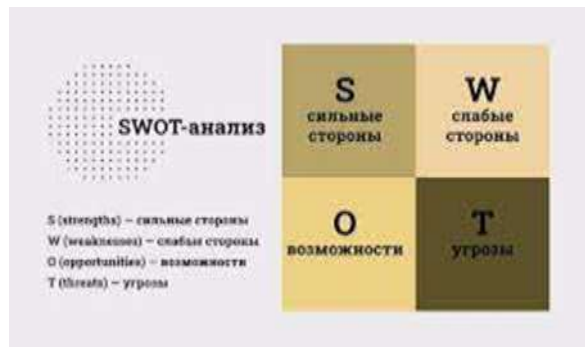 SWOT-анализ
S (strengths) — сильные стороны
W (weaknesses) — слабые стороны
O (opportunities) — возможности
T (threats) — угрозы
S
сильные
стороны
W
слабые
стороны
O
возможности
T
угрозы